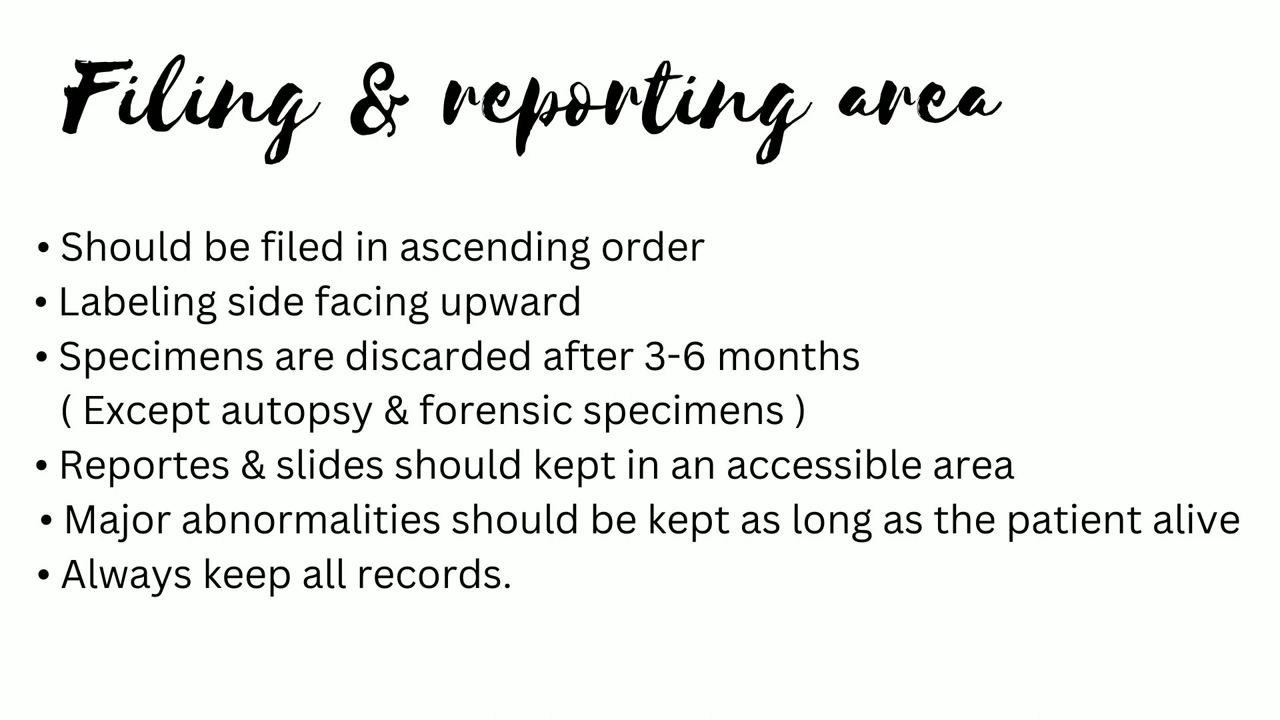 Filing & reporting area
• Should be filed in ascending order
• Labeling side facing upward
• Specimens are discarded after 3-6 months
( Except autopsy & forensic specimens )
• Reportes & slides should kept in an accessible area
• Major abnormalities should be kept as long as the patient alive
• Always keep all records.